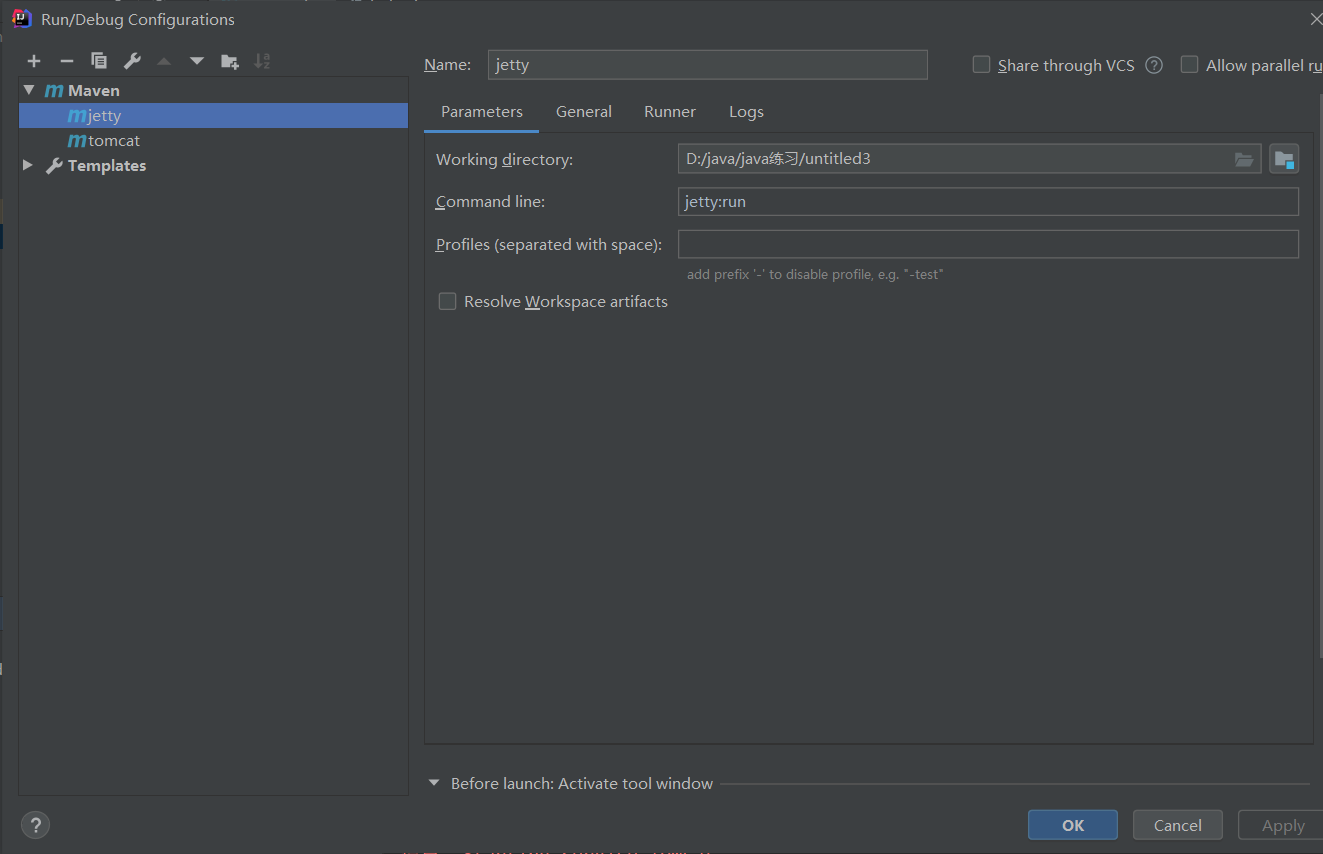 Run/Debug Configurations
Name: jetty
Share through VCS
Allow parallel ru
Maven
jetty
tomcat
Templates
Parameters General Runner Logs
Working directory: D:/java/java练习/untitled3
Command line: jetty:run
Profiles (separated with space):
add prefix '-' to disable profile, e.g. "-test"
Resolve Workspace artifacts
Before launch: Activate tool window
OK Cancel Apply